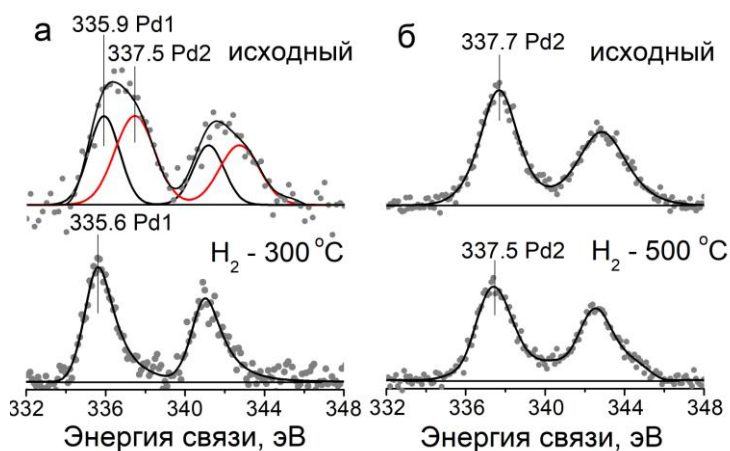 а
335.9 Pd1
337.5 Pd2
исходный
335.6 Pd1
H₂ - 300 °C
332 336 340 344 348
Энергия связи, эВ
б
337.7 Pd2
исходный
337.5 Pd2
H₂ - 500 °C
332 336 340 344 348
Энергия связи, эВ